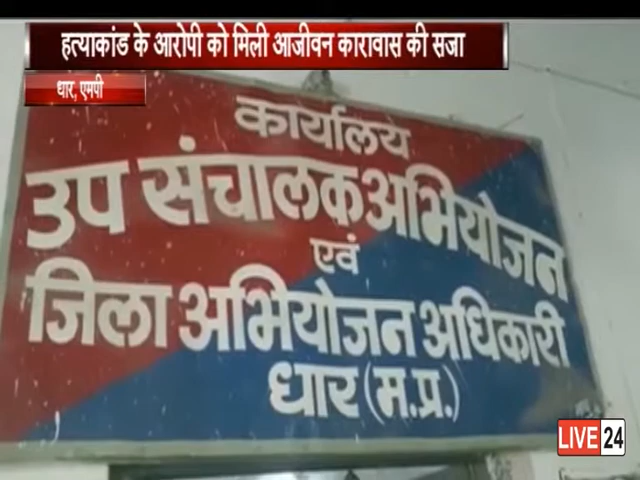 हत्याकांड के आरोपी को मिली आजीवन कारावास की सजा
धार, एमपी
कार्यालय
उप संचालक अभियोजन
एवं
जिला अभियोजन अधिकारी
धार (म.प्र.)
LIVE 24